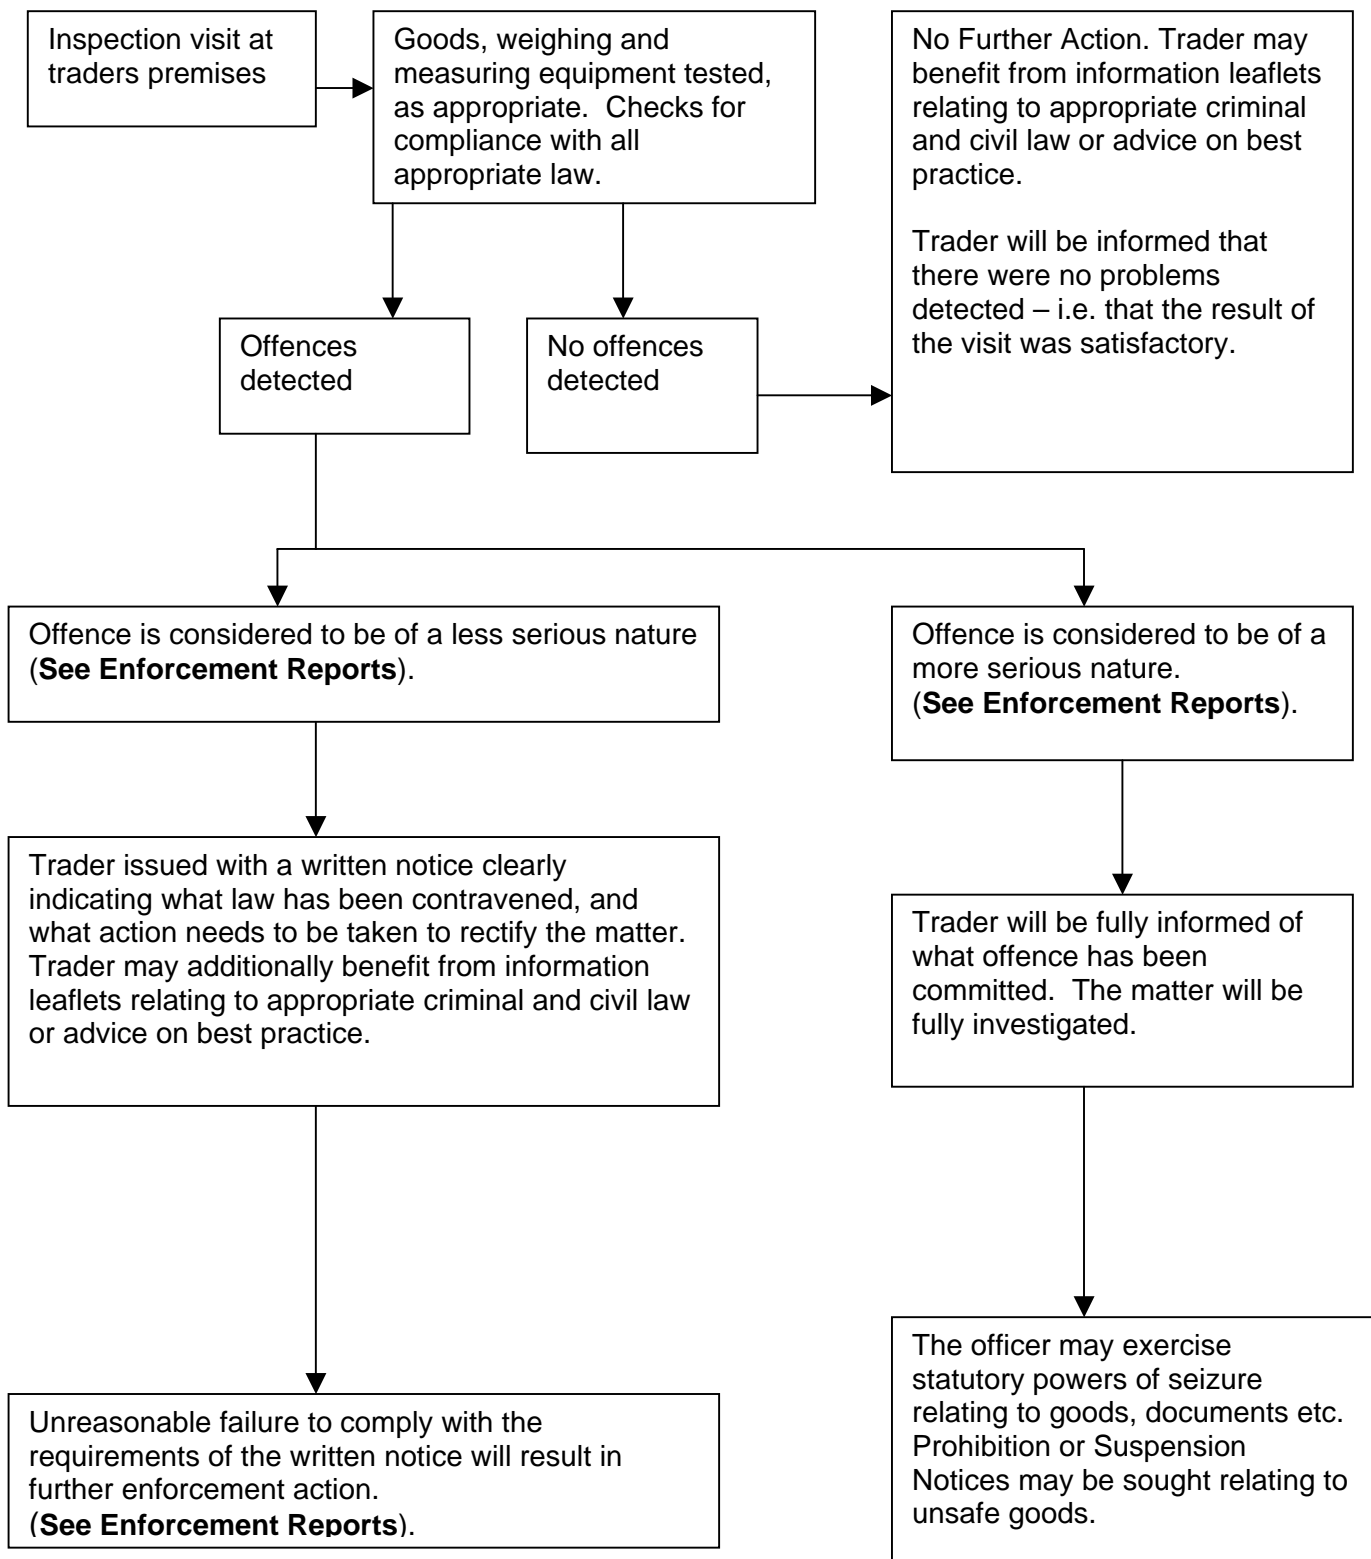 Inspection visit at
traders premises
Goods, weighing and
measuring equipment tested,
as appropriate.  Checks for
compliance with all
appropriate law.
No Further Action. Trader may
benefit from information leaflets
relating to appropriate criminal
and civil law or advice on best
practice.
Trader will be informed that
there were no problems
detected – i.e. that the result of
the visit was satisfactory.
Offences
detected
No offences
detected
Offence is considered to be of a less serious nature
(See Enforcement Reports).
Offence is considered to be of a
more serious nature.
(See Enforcement Reports).
Trader issued with a written notice clearly
indicating what law has been contravened, and
what action needs to be taken to rectify the matter.
Trader may additionally benefit from information
leaflets relating to appropriate criminal and civil law
or advice on best practice.
Trader will be fully informed of
what offence has been
committed.  The matter will be
fully investigated.
Unreasonable failure to comply with the
requirements of the written notice will result in
further enforcement action.
(See Enforcement Reports).
The officer may exercise
statutory powers of seizure
relating to goods, documents etc.
Prohibition or Suspension
Notices may be sought relating to
unsafe goods.